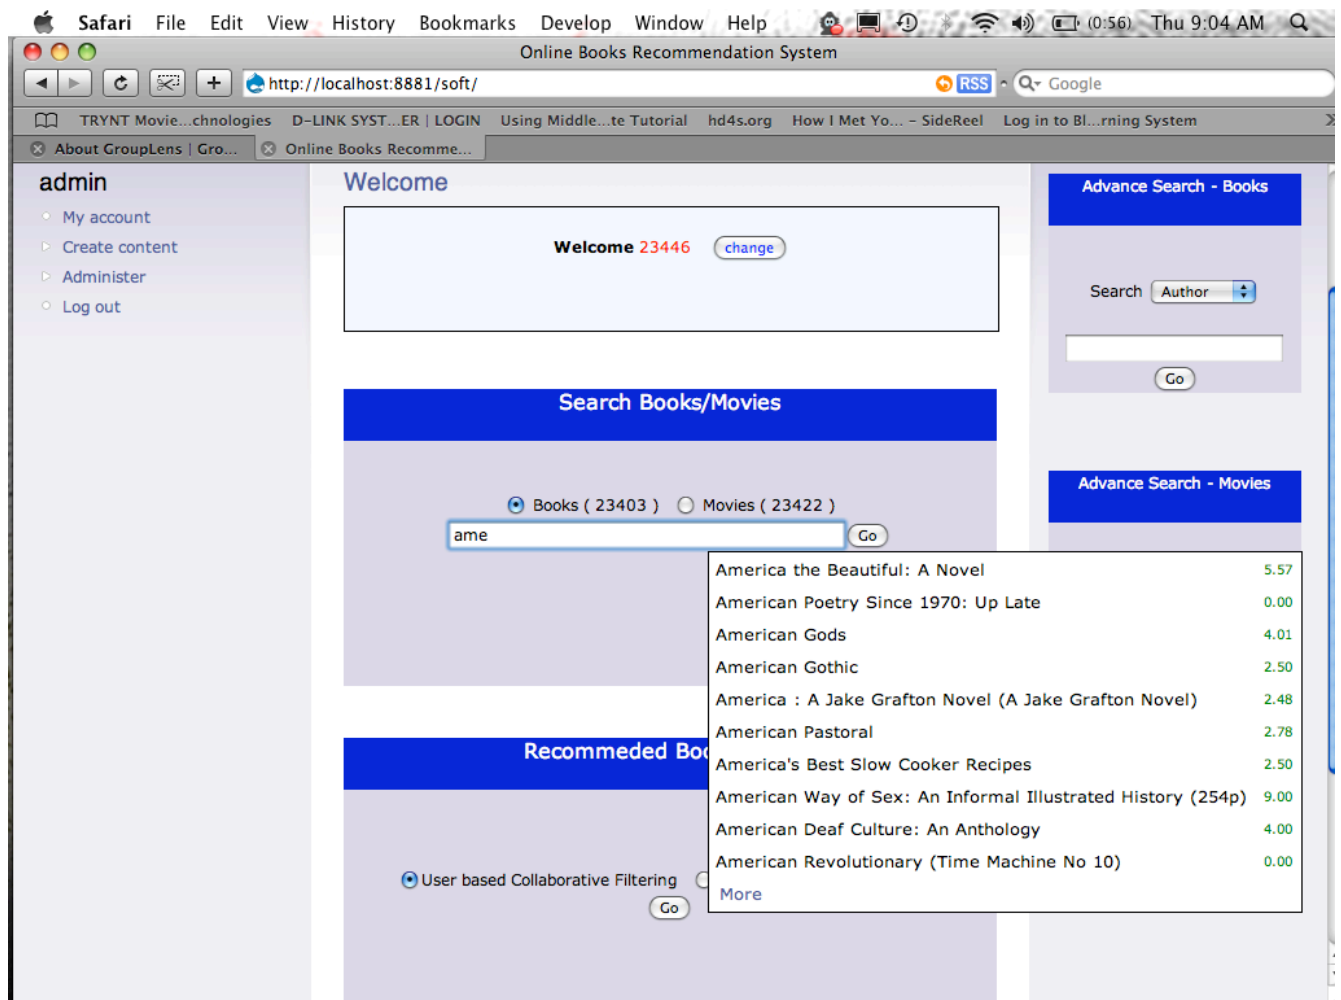 Safari File Edit View History Bookmarks Develop Window Help (0:56) Thu 9:04 AM
Online Books Recommendation System
http://localhost:8881/soft/ RSS Google
TRYNT Movie...chnologies D-LINK SYST...ER | LOGIN Using Middle...te Tutorial hd4s.org How I Met Yo... – SideReel Log in to Bl...rning System
About GroupLens | Gro... Online Books Recomme...
admin
My account
Create content
Administer
Log out
Welcome
Welcome 23446 change
Search Books/Movies
Books ( 23403 ) Movies ( 23422 )
ame Go
America the Beautiful: A Novel 5.57
American Poetry Since 1970: Up Late 0.00
American Gods 4.01
American Gothic 2.50
America : A Jake Grafton Novel (A Jake Grafton Novel) 2.48
American Pastoral 2.78
America's Best Slow Cooker Recipes 2.50
American Way of Sex: An Informal Illustrated History (254p) 9.00
American Deaf Culture: An Anthology 4.00
American Revolutionary (Time Machine No 10) 0.00
More
Recommeded Bo
User based Collaborative Filtering
Go
Advance Search - Books
Search Author
Go
Advance Search - Movies